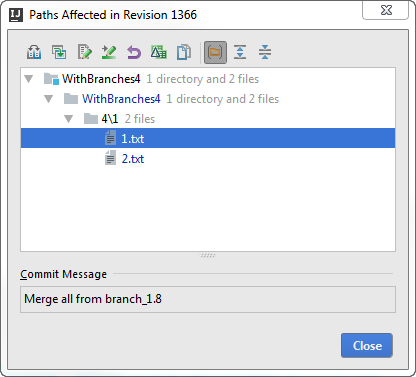 IJ Paths Affected in Revision 1366
WithBranches4 1 directory and 2 files
WithBranches4 1 directory and 2 files
4\1 2 files
1.txt
2.txt
Commit Message
Merge all from branch_1.8
Close